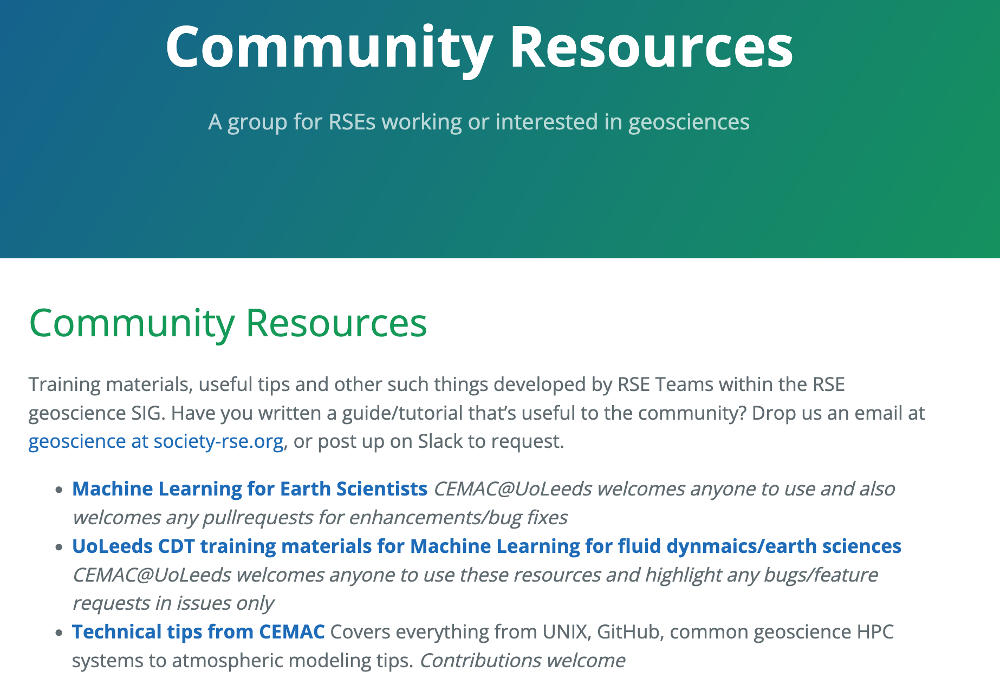 Community Resources
A group for RSEs working or interested in geosciences
Community Resources
Training materials, useful tips and other such things developed by RSE Teams within the RSE
geoscience SIG. Have you written a guide/tutorial that’s useful to the community? Drop us an email at
geoscience at society-rse.org, or post up on Slack to request.
• Machine Learning for Earth Scientists CEMAC@UoLeeds welcomes anyone to use and also
welcomes any pullrequests for enhancements/bug fixes
• UoLeeds CDT training materials for Machine Learning for fluid dynmaics/earth sciences
CEMAC@UoLeeds welcomes anyone to use these resources and highlight any bugs/feature
requests in issues only
• Technical tips from CEMAC Covers everything from UNIX, GitHub, common geoscience HPC
systems to atmospheric modeling tips. Contributions welcome